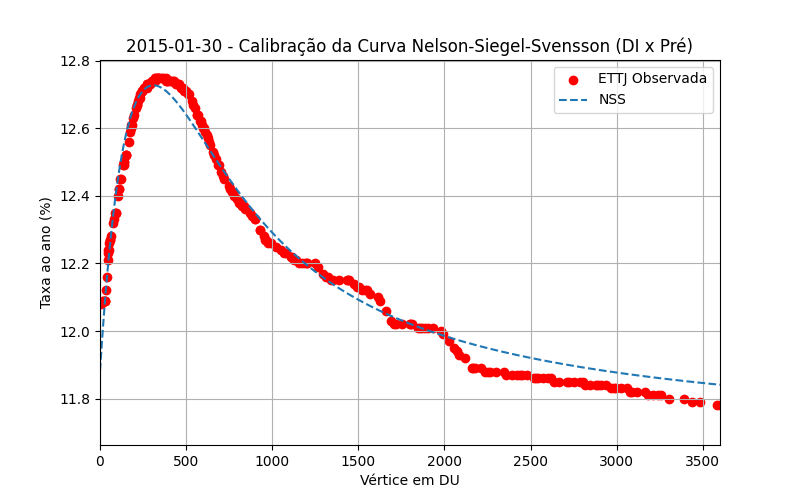 2015-01-30 - Calibração da Curva Nelson-Siegel-Svensson (DI x Pré)
ETTJ Observada
NSS
Taxa ao ano (%)
12.8
12.6
12.4
12.2
12.0
11.8
0 500 1000 1500 2000 2500 3000 3500
Vértice em DU